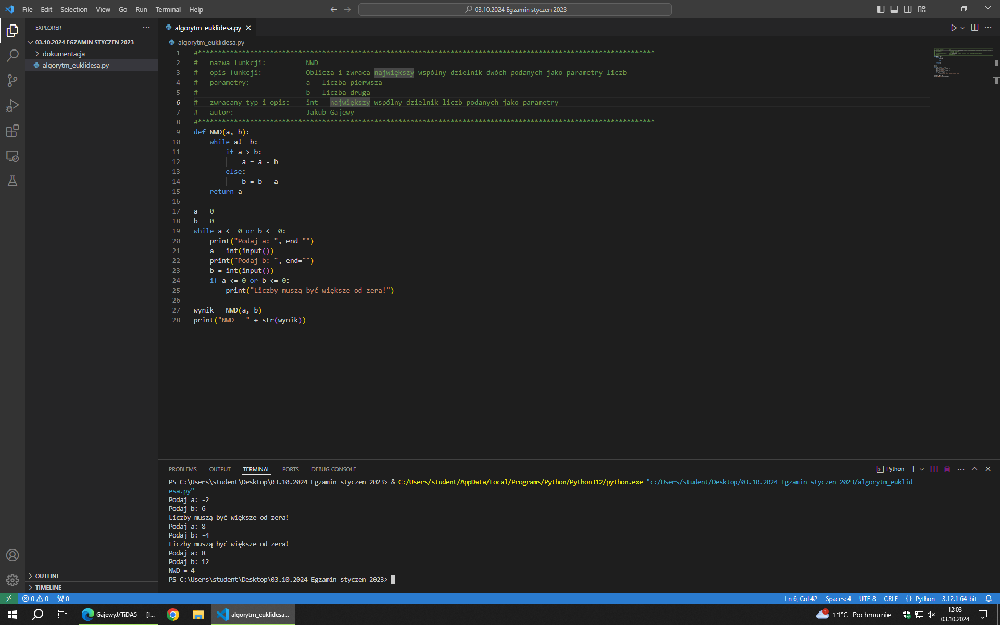 File Edit Selection View Go Run Terminal Help
03.10.2024 Egzamin styczen 2023
EXPLORER
03.10.2024 EGZAMIN STYCZEN 2023
dokumentacja
algorytm_euklidesa.py
OUTLINE
TIMELINE
algorytm_euklidesa.py
algorytm_euklidesa.py
1 #******************************************************************************************************************
2 # nazwa funkcji: NWD
3 # opis funkcji: Oblicza i zwraca największy wspólny dzielnik dwóch podanych jako parametry liczb
4 # parametry: a - liczba pierwsza
5 # b - liczba druga
6 # zwracany typ i opis: int - największy wspólny dzielnik liczb podanych jako parametry
7 # autor: Jakub Gajewy
8 #******************************************************************************************************************
9 def NWD(a, b):
10 while a!= b:
11 if a > b:
12 a = a - b
13 else:
14 b = b - a
15 return a
16
17 a = 0
18 b = 0
19 while a <= 0 or b <= 0:
20 print("Podaj a: ", end="")
21 a = int(input())
22 print("Podaj b: ", end="")
23 b = int(input())
24 if a <= 0 or b <= 0:
25 print("Liczby muszą być większe od zera!")
26
27 wynik = NWD(a, b)
28 print("NWD = " + str(wynik))
PROBLEMS OUTPUT TERMINAL PORTS DEBUG CONSOLE
Python
PS C:\Users\student\Desktop\03.10.2024 Egzamin styczen 2023> & C:/Users/student/AppData/Local/Programs/Python/Python312/python.exe "c:/Users/student/Desktop/03.10.2024 Egzamin styczen 2023/algorytm_euklid
esa.py"
Podaj a: -2
Podaj b: 6
Liczby muszą być większe od zera!
Podaj a: 8
Podaj b: -4
Liczby muszą być większe od zera!
Podaj a: 8
Podaj b: 12
NWD = 4
PS C:\Users\student\Desktop\03.10.2024 Egzamin styczen 2023>
0 0 0
Ln 6, Col 42 Spaces: 4 UTF-8 CRLF {} Python 3.12.1 64-bit
GajewyJ/TiDA5 — [I...
algorytm_euklidesa...
1
11°C Pochmurnie
12:03
03.10.2024